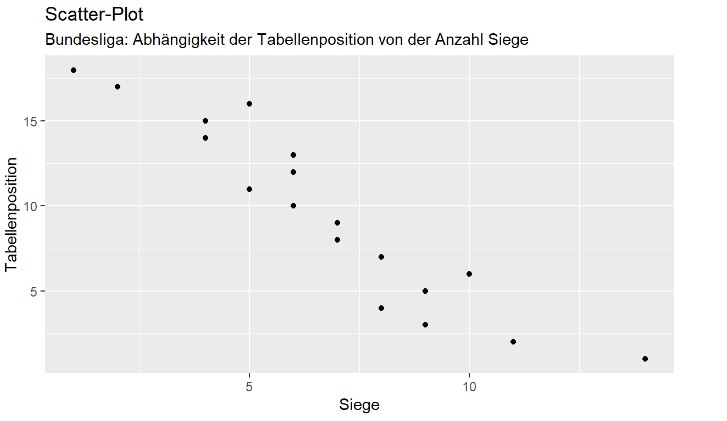 Scatter-Plot
Bundesliga: Abhängigkeit der Tabellenposition von der Anzahl Siege
Tabellenposition
15
10
5
5 10
Siege